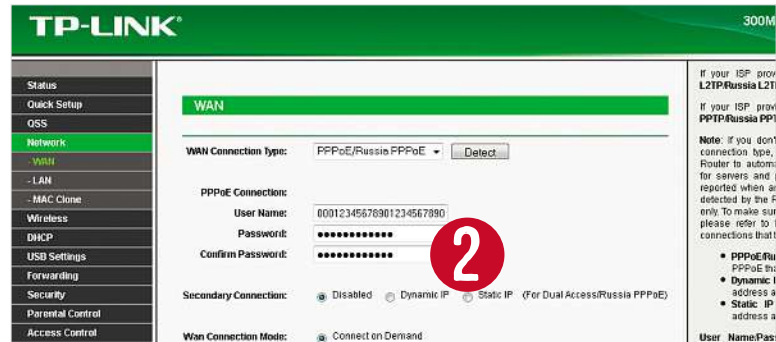 TP-LINK®
300M
Status
Quick Setup
QSS
Network
- WAN
- LAN
- MAC Clone
Wireless
DHCP
USB Settings
Forwarding
Security
Parental Control
Access Control
WAN
WAN Connection Type: PPPoE/Russia PPPoE Detect
PPPoE Connection:
User Name: 00012345678901234567890
Password: ●●●●●●●●●●●●●
Confirm Password: ●●●●●●●●●●●●●
2
Secondary Connection: Disabled Dynamic IP Static IP (For Dual Access/Russia PPPoE)
Wan Connection Mode: Connect on Demand
If your ISP prov
L2TP/Russia L2T
If your ISP prov
PPTP/Russia PPT
Note: If you don't
connection type,
Router to automa
for servers and
reported when a
detected by the R
only. To make sur
please refer to
connections that
• PPPoE/Ru
PPPoE tha
• Dynamic I
address a
• Static IP
address a
User Name/Pas